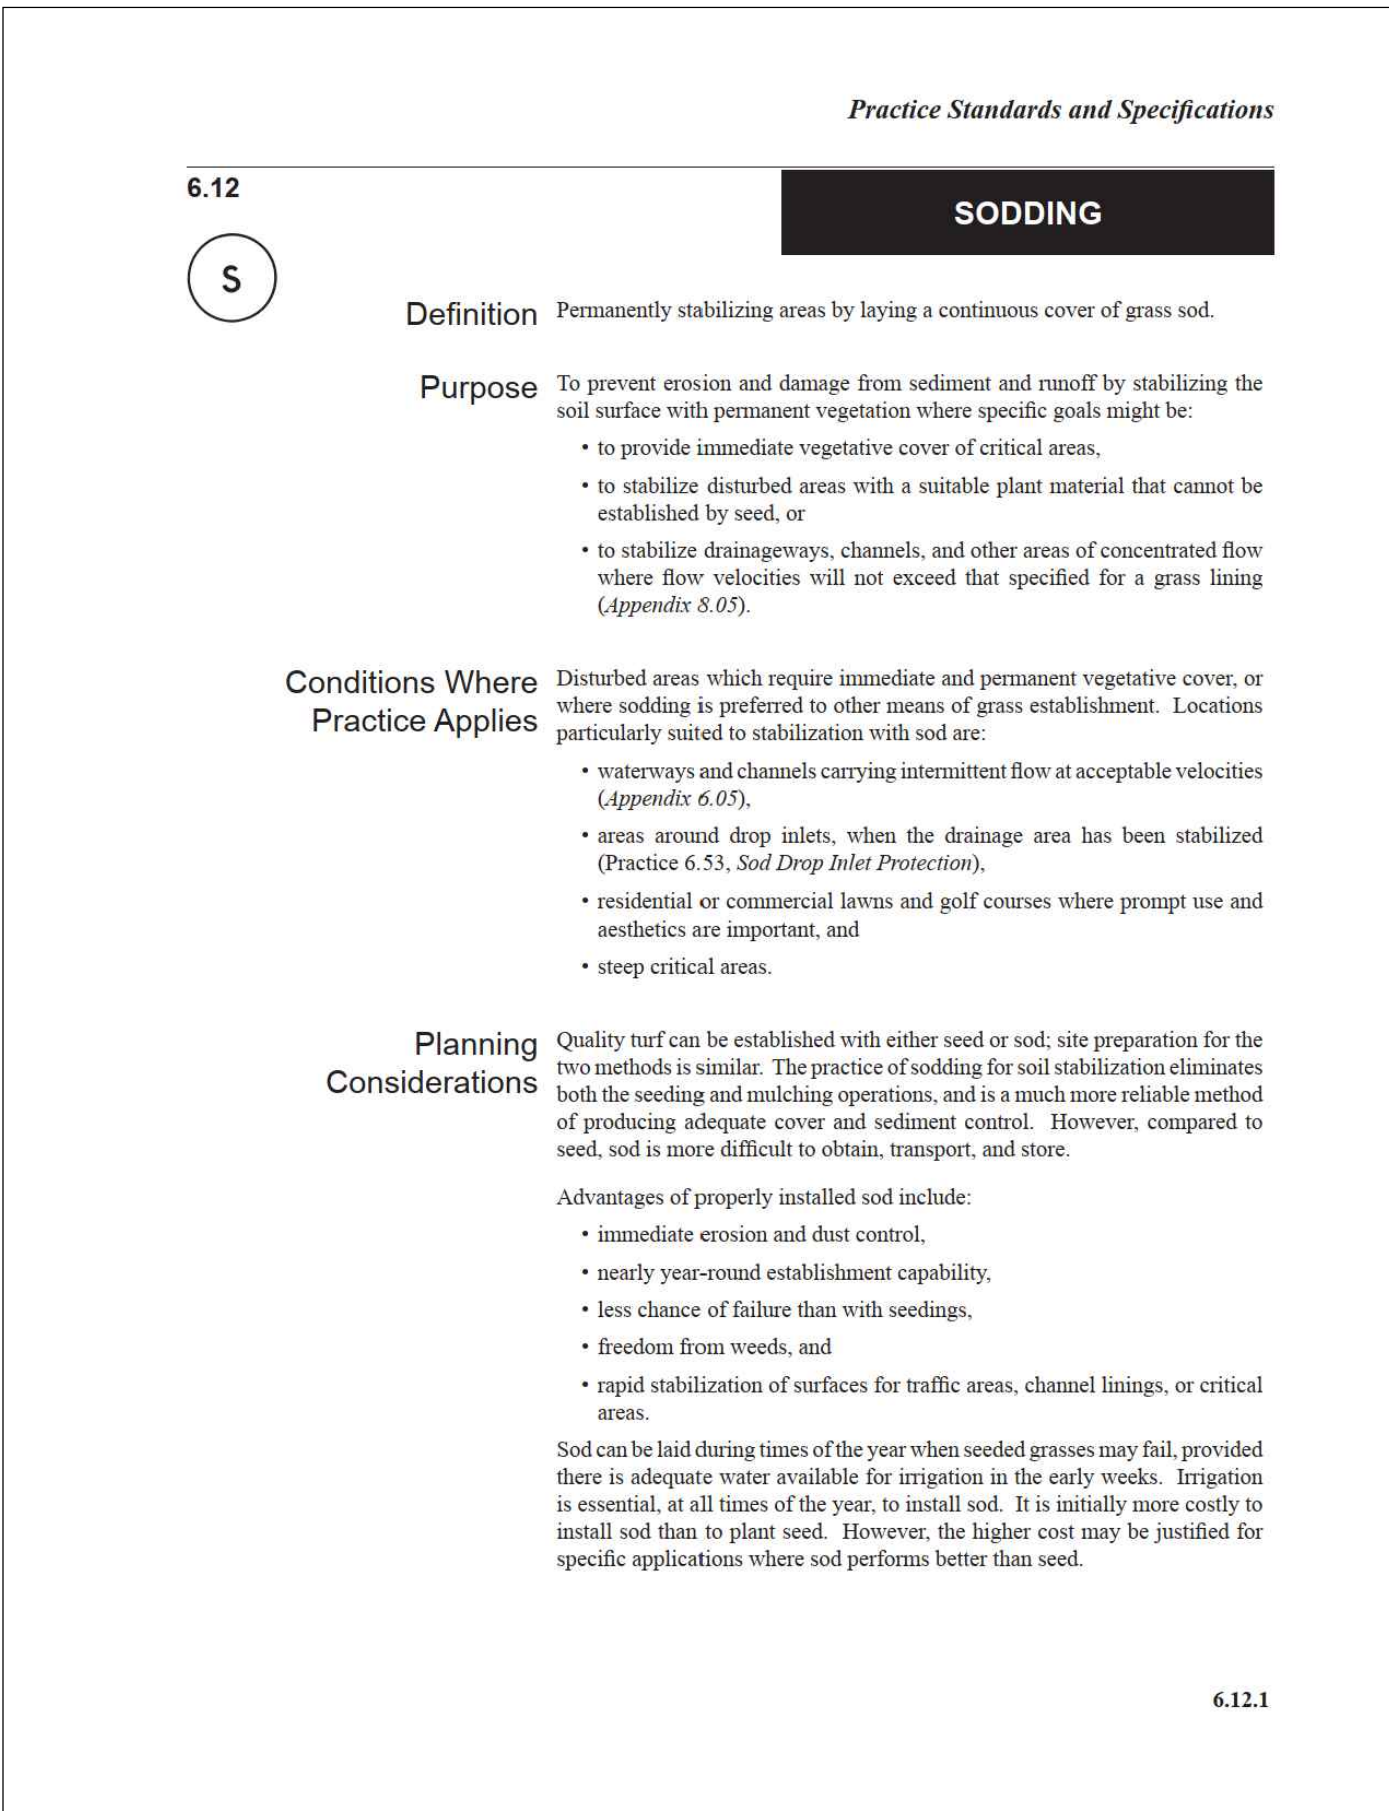 Practice Standards and Specifications
6.12
SODDING
S
Definition
Permanently stabilizing areas by laying a continuous cover of grass sod.
Purpose
To prevent erosion and damage from sediment and runoff by stabilizing the
soil surface with permanent vegetation where specific goals might be:
• to provide immediate vegetative cover of critical areas,
• to stabilize disturbed areas with a suitable plant material that cannot be
established by seed, or
• to stabilize drainageways, channels, and other areas of concentrated flow
where flow velocities will not exceed that specified for a grass lining
(Appendix 8.05).
Conditions Where
Practice Applies
Disturbed areas which require immediate and permanent vegetative cover, or
where sodding is preferred to other means of grass establishment. Locations
particularly suited to stabilization with sod are:
• waterways and channels carrying intermittent flow at acceptable velocities
(Appendix 6.05),
• areas around drop inlets, when the drainage area has been stabilized
(Practice 6.53, Sod Drop Inlet Protection),
• residential or commercial lawns and golf courses where prompt use and
aesthetics are important, and
• steep critical areas.
Planning
Considerations
Quality turf can be established with either seed or sod; site preparation for the
two methods is similar. The practice of sodding for soil stabilization eliminates
both the seeding and mulching operations, and is a much more reliable method
of producing adequate cover and sediment control. However, compared to
seed, sod is more difficult to obtain, transport, and store.
Advantages of properly installed sod include:
• immediate erosion and dust control,
• nearly year-round establishment capability,
• less chance of failure than with seedings,
• freedom from weeds, and
• rapid stabilization of surfaces for traffic areas, channel linings, or critical
areas.
Sod can be laid during times of the year when seeded grasses may fail, provided
there is adequate water available for irrigation in the early weeks. Irrigation
is essential, at all times of the year, to install sod. It is initially more costly to
install sod than to plant seed. However, the higher cost may be justified for
specific applications where sod performs better than seed.
6.12.1